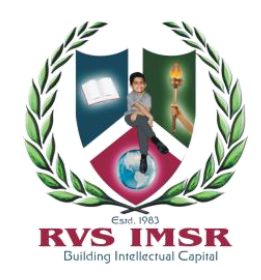 Estd. 1983
RVS IMSR
Building Intellectual Capital